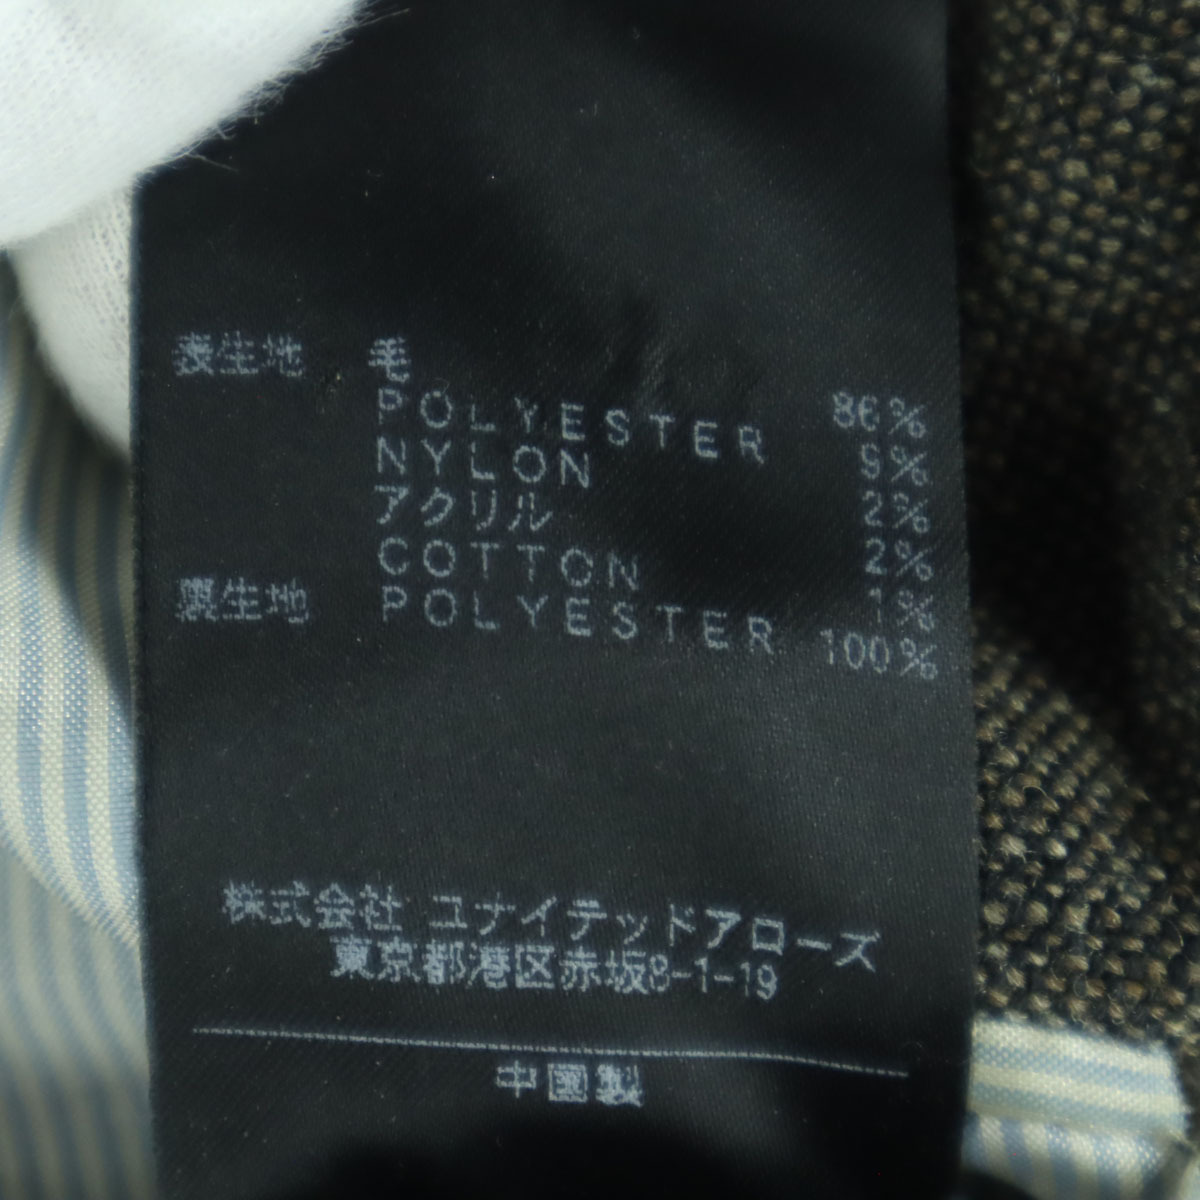 表生地 毛 86%
POLYESTER 9%
NYLON 2%
アクリル 2%
COTTON 1%
裏生地 POLYESTER 100%
株式会社 ユナイテッドアローズ
東京都港区赤坂8-1-19
中国製